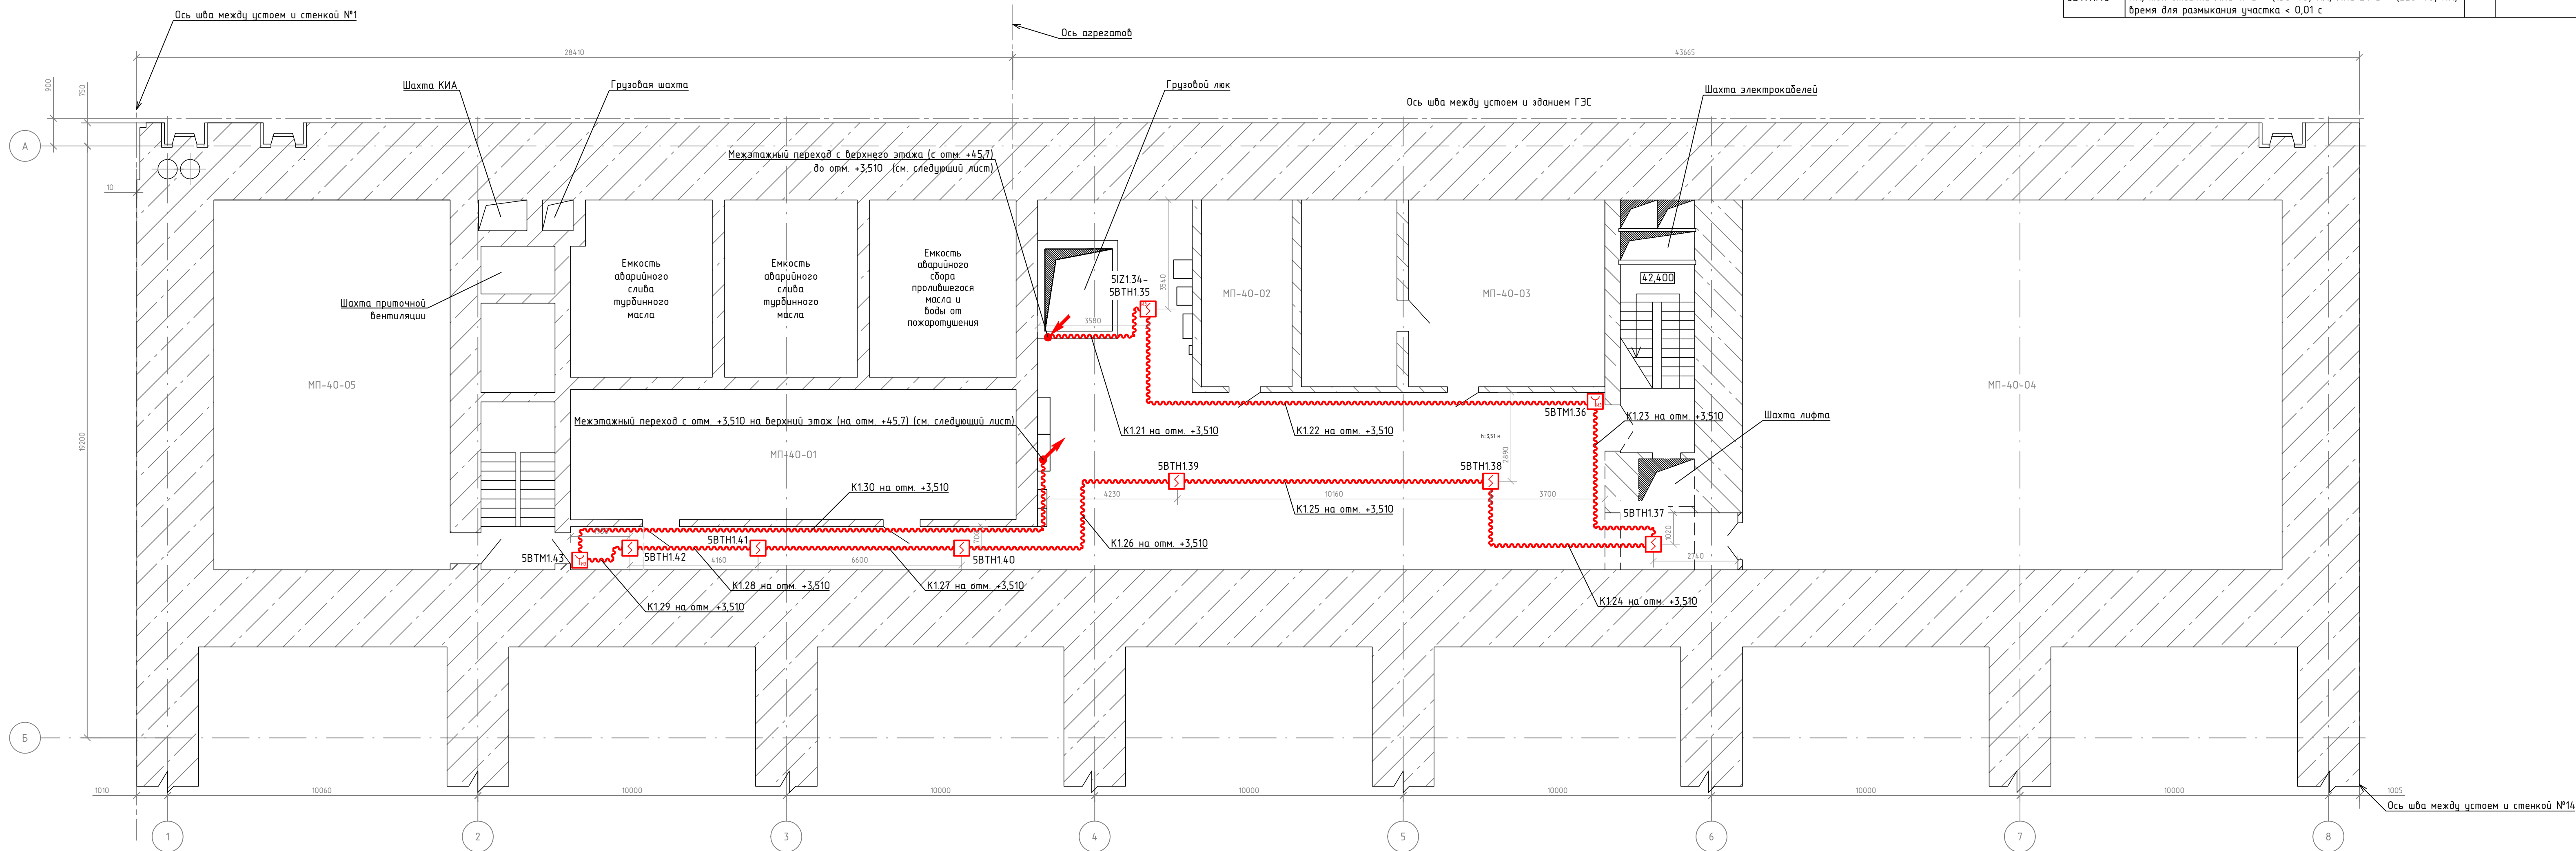 время для размыкания участка < 0,01 с
Ось шва между устоем и стенкой №1
Ось агрегатов
28410
43665
900
750
Шахта КИА
Грузовая шахта
Грузовой люк
Ось шва между устоем и зданием ГЭС
Шахта электрокабелей
А
Межэтажный переход с верхнего этажа (с отм. +45,7)
до отм. +3,510 (см. следующий лист)
10
Емкость
аварийного
слива
турбинного
масла
Емкость
аварийного
слива
турбинного
масла
Емкость
аварийного
сбора
пролившегося
масла и
воды от
пожаротушения
5IZ1.34-
5BTH1.35
3540
3580
МП-40-02
МП-40-03
42,400
Шахта приточной
вентиляции
МП-40-05
МП-40-04
Межэтажный переход с отм. +3,510 на верхний этаж (на отм. +45,7) (см. следующий лист)
К1.21 на отм. +3,510
К1.22 на отм. +3,510
5BTM1.36
К1.23 на отм. +3,510
Шахта лифта
h=3,51 м
2890
19200
МП-40-01
5BTH1.39
5BTH1.38
К1.30 на отм. +3,510
4230
10160
3700
К1.25 на отм. +3,510
5BTH1.37
1020
К1.26 на отм. +3,510
5BTM1.43
5BTH1.42
5BTH1.41
5BTH1.40
700
4160
6600
2740
К1.28 на отм. +3,510
К1.27 на отм. +3,510
К1.29 на отм. +3,510
К1.24 на отм. +3,510
Б
1010
10060
10000
10000
10000
10000
10000
10000
1005
Ось шва между устоем и стенкой №14
1
2
3
4
5
6
7
8